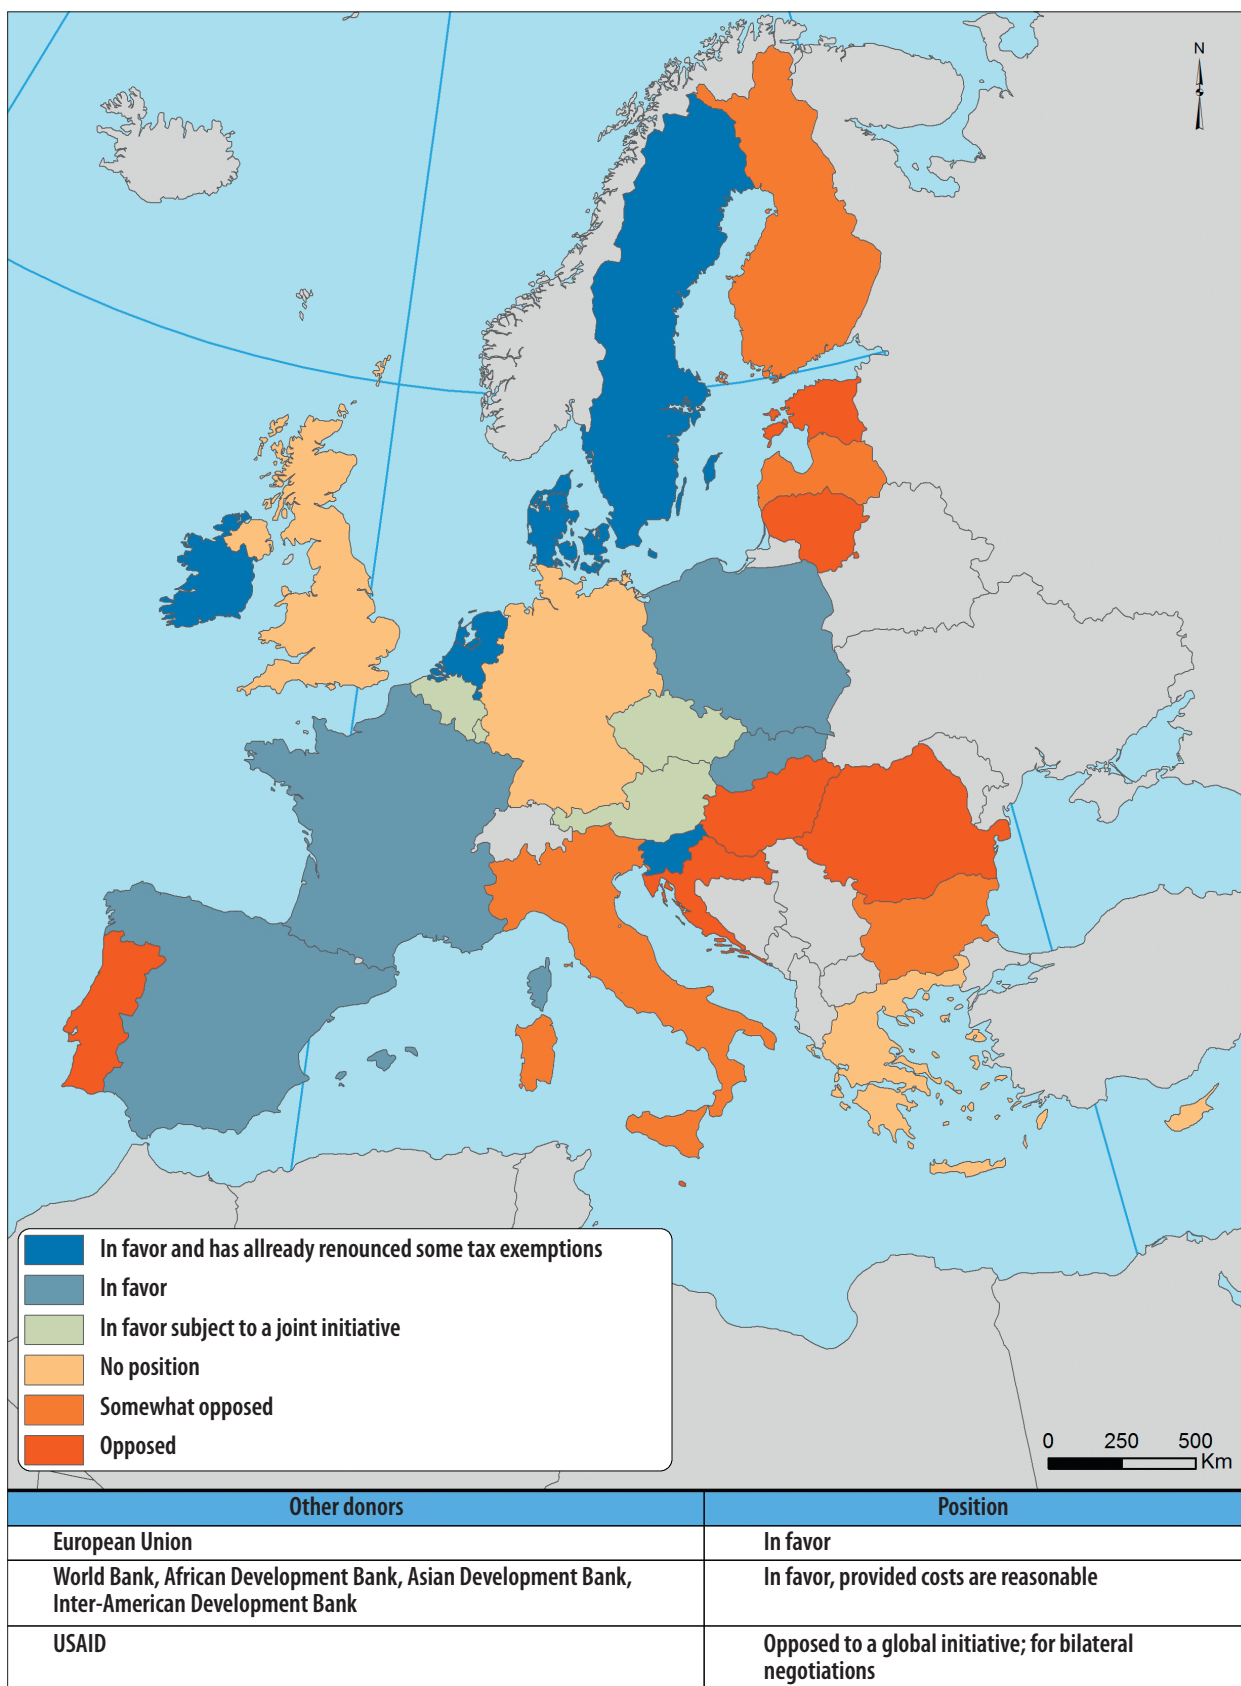 N
In favor and has allready renounced some tax exemptions
In favor
In favor subject to a joint initiative
No position
Somewhat opposed
Opposed
0 250 500
Km
Other donors Position
European Union In favor
World Bank, African Development Bank, Asian Development Bank, In favor, provided costs are reasonable
Inter-American Development Bank
USAID Opposed to a global initiative; for bilateral
negotiations